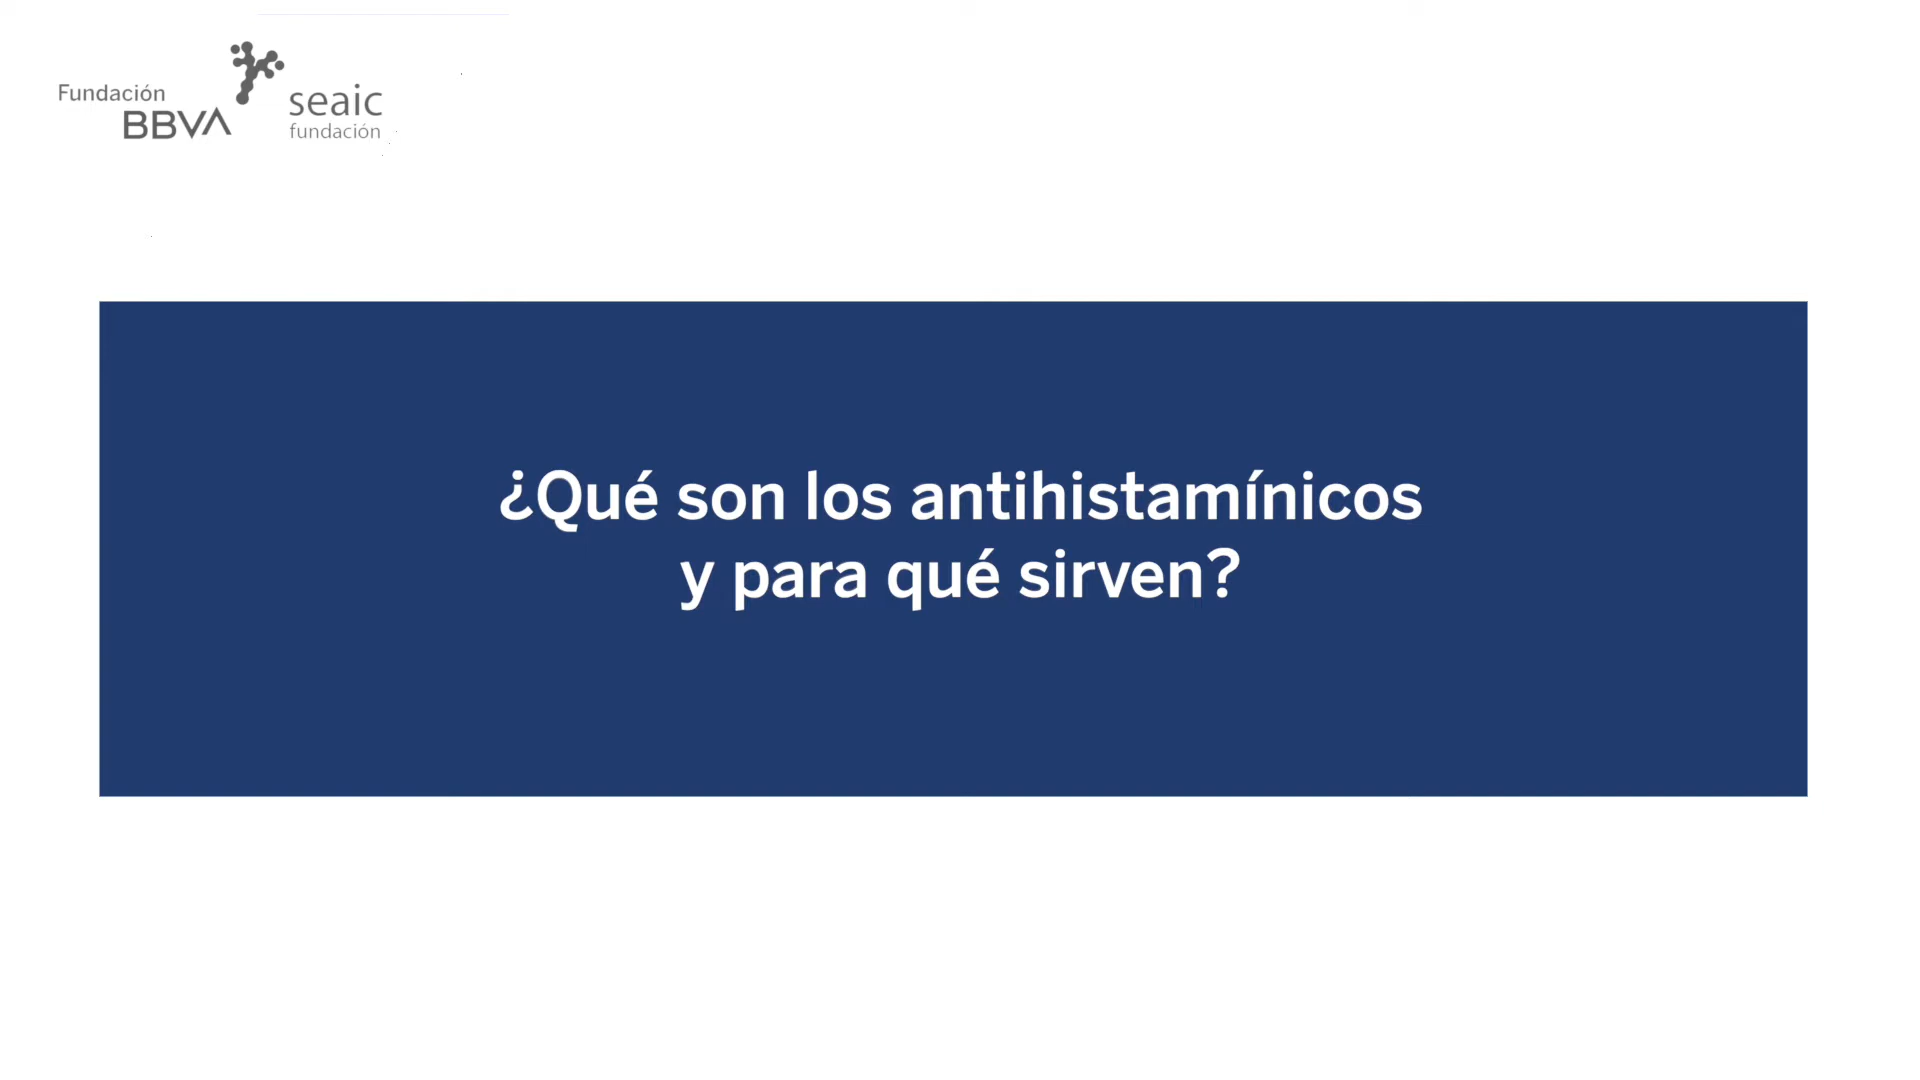 Fundación
BBVA
seaic
fundación
¿Qué son los antihistamínicos
y para qué sirven?